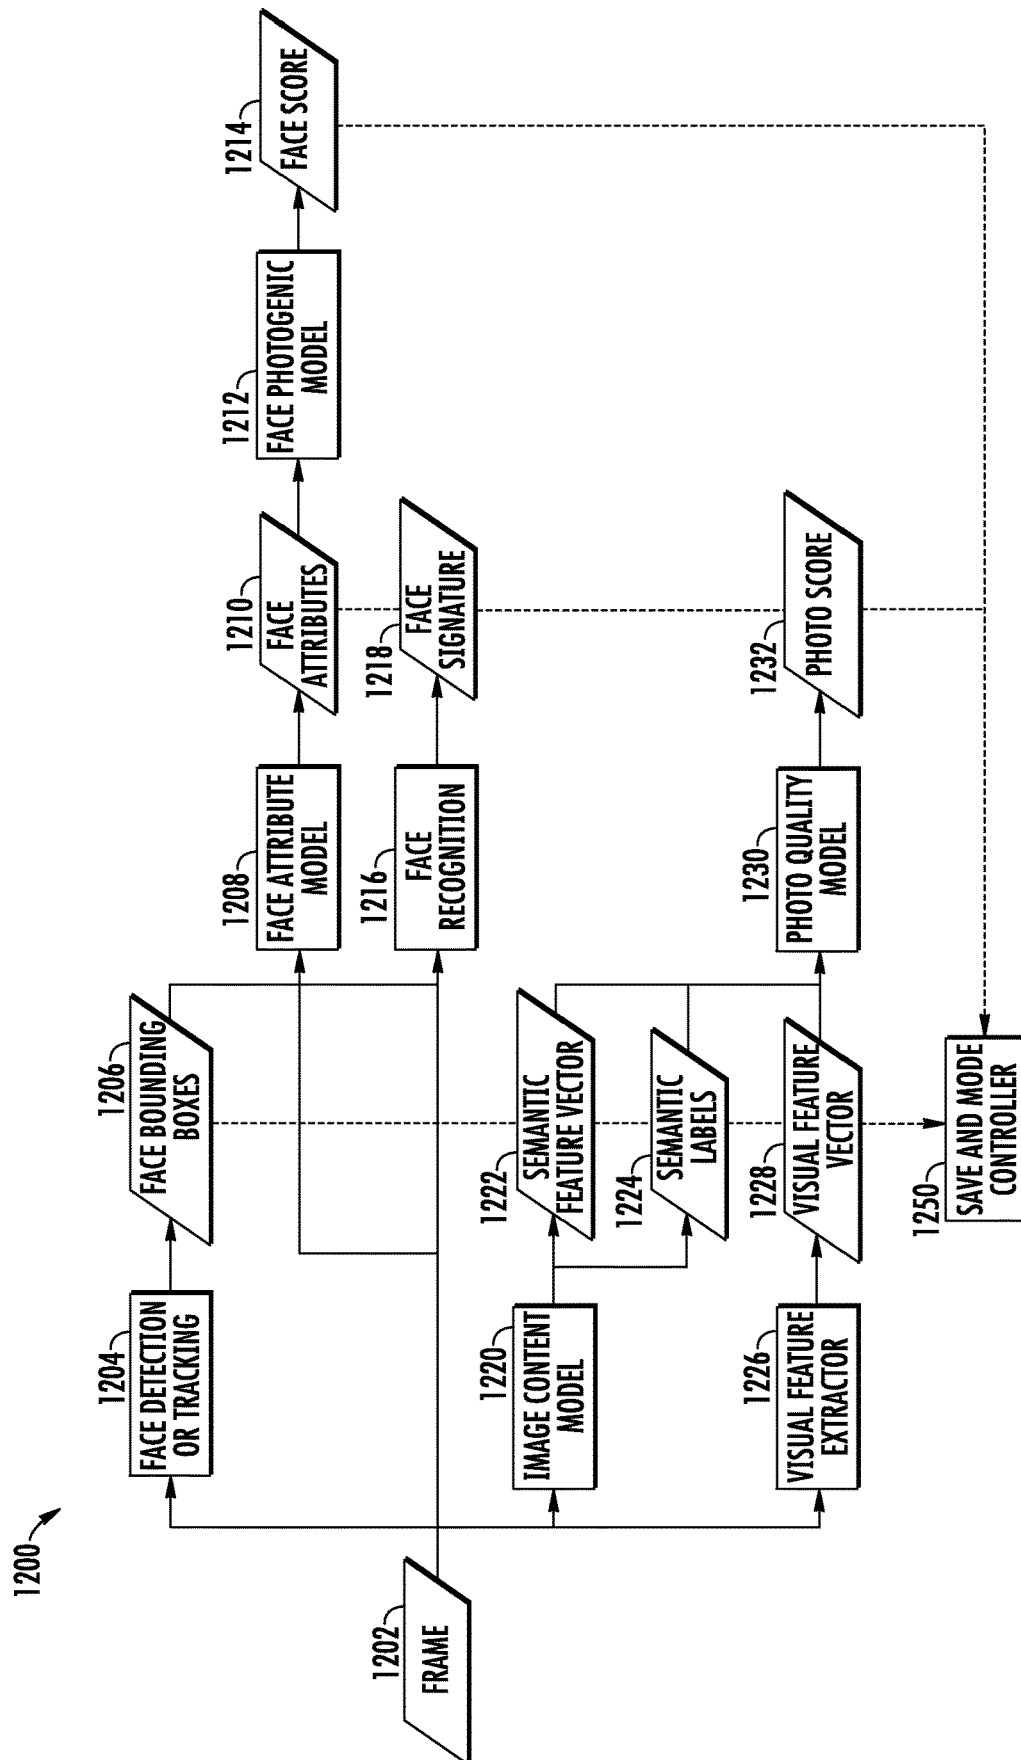 1200
1202
FRAME
1204
FACE DETECTION
OR TRACKING
1206
FACE BOUNDING
BOXES
1208
FACE ATTRIBUTE
MODEL
1210
FACE
ATTRIBUTES
1212
FACE PHOTOGENIC
MODEL
1214
FACE SCORE
1216
FACE
RECOGNITION
1218
FACE
SIGNATURE
1220
IMAGE CONTENT
MODEL
1222
SEMANTIC
FEATURE VECTOR
1224
SEMANTIC
LABELS
1226
VISUAL FEATURE
EXTRACTOR
1228
VISUAL FEATURE
VECTOR
1230
PHOTO QUALITY
MODEL
1232
PHOTO SCORE
1250
SAVE AND MODE
CONTROLLER